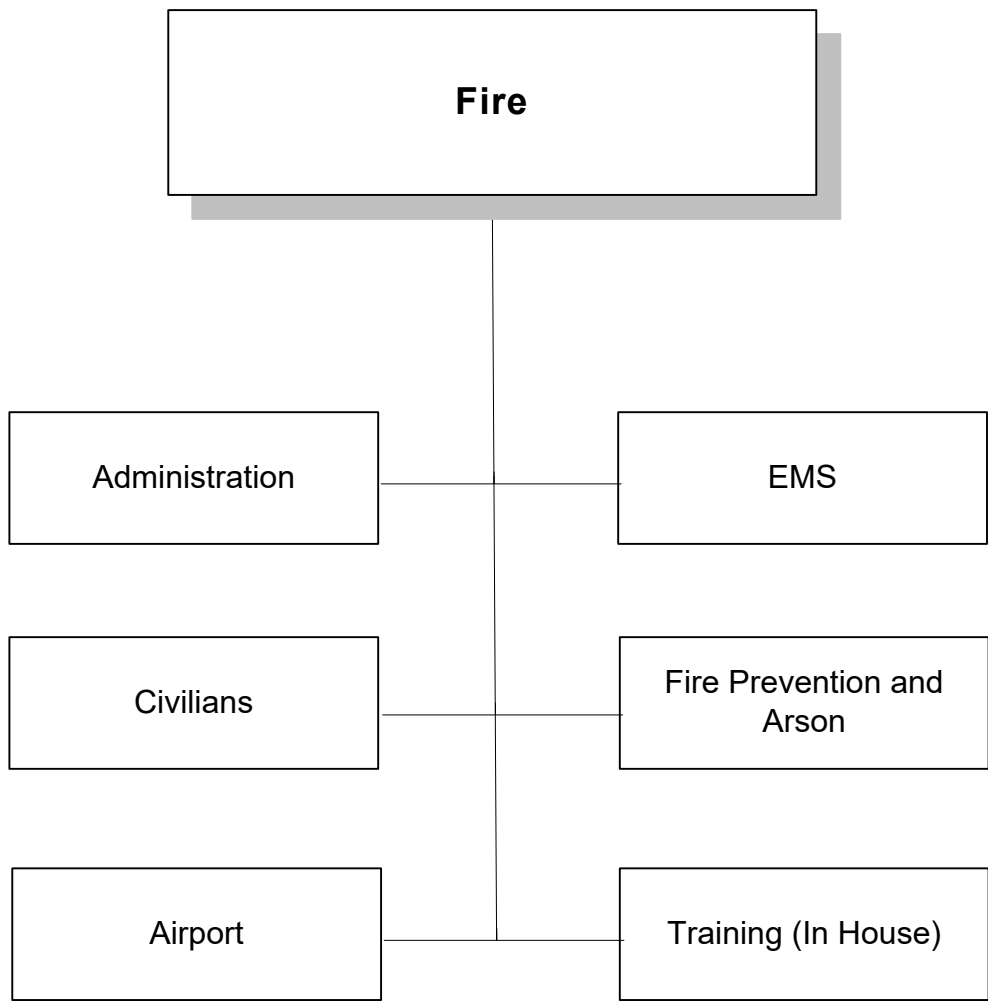 Fire
Administration
EMS
Civilians
Fire Prevention and
Arson
Airport
Training (In House)